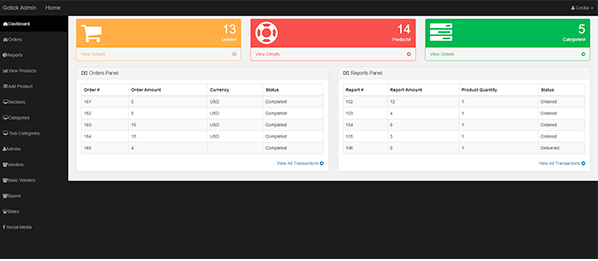 Gotick Admin Home Cecilia
Dashboard
Orders
Reports
View Products
Add Product
Sections
Categories
Sub Categories
Admins
Vendors
Basic Vendors
Buyers
Slides
Social Media
13
Orders!
View Details
14
Products!
View Details
5
Categories!
View Details
Orders Panel
Order # Order Amount Currency Status
161 5 USD Completed
162 9 USD Completed
163 15 USD Completed
164 15 USD Completed
165 4 Completed
View All Transactions
Reports Panel
Report # Report Amount Product Quantity Status
102 12 1 Ordered
103 4 1 Ordered
104 6 1 Ordered
105 3 1 Ordered
106 5 1 Delivered
View All Transactions